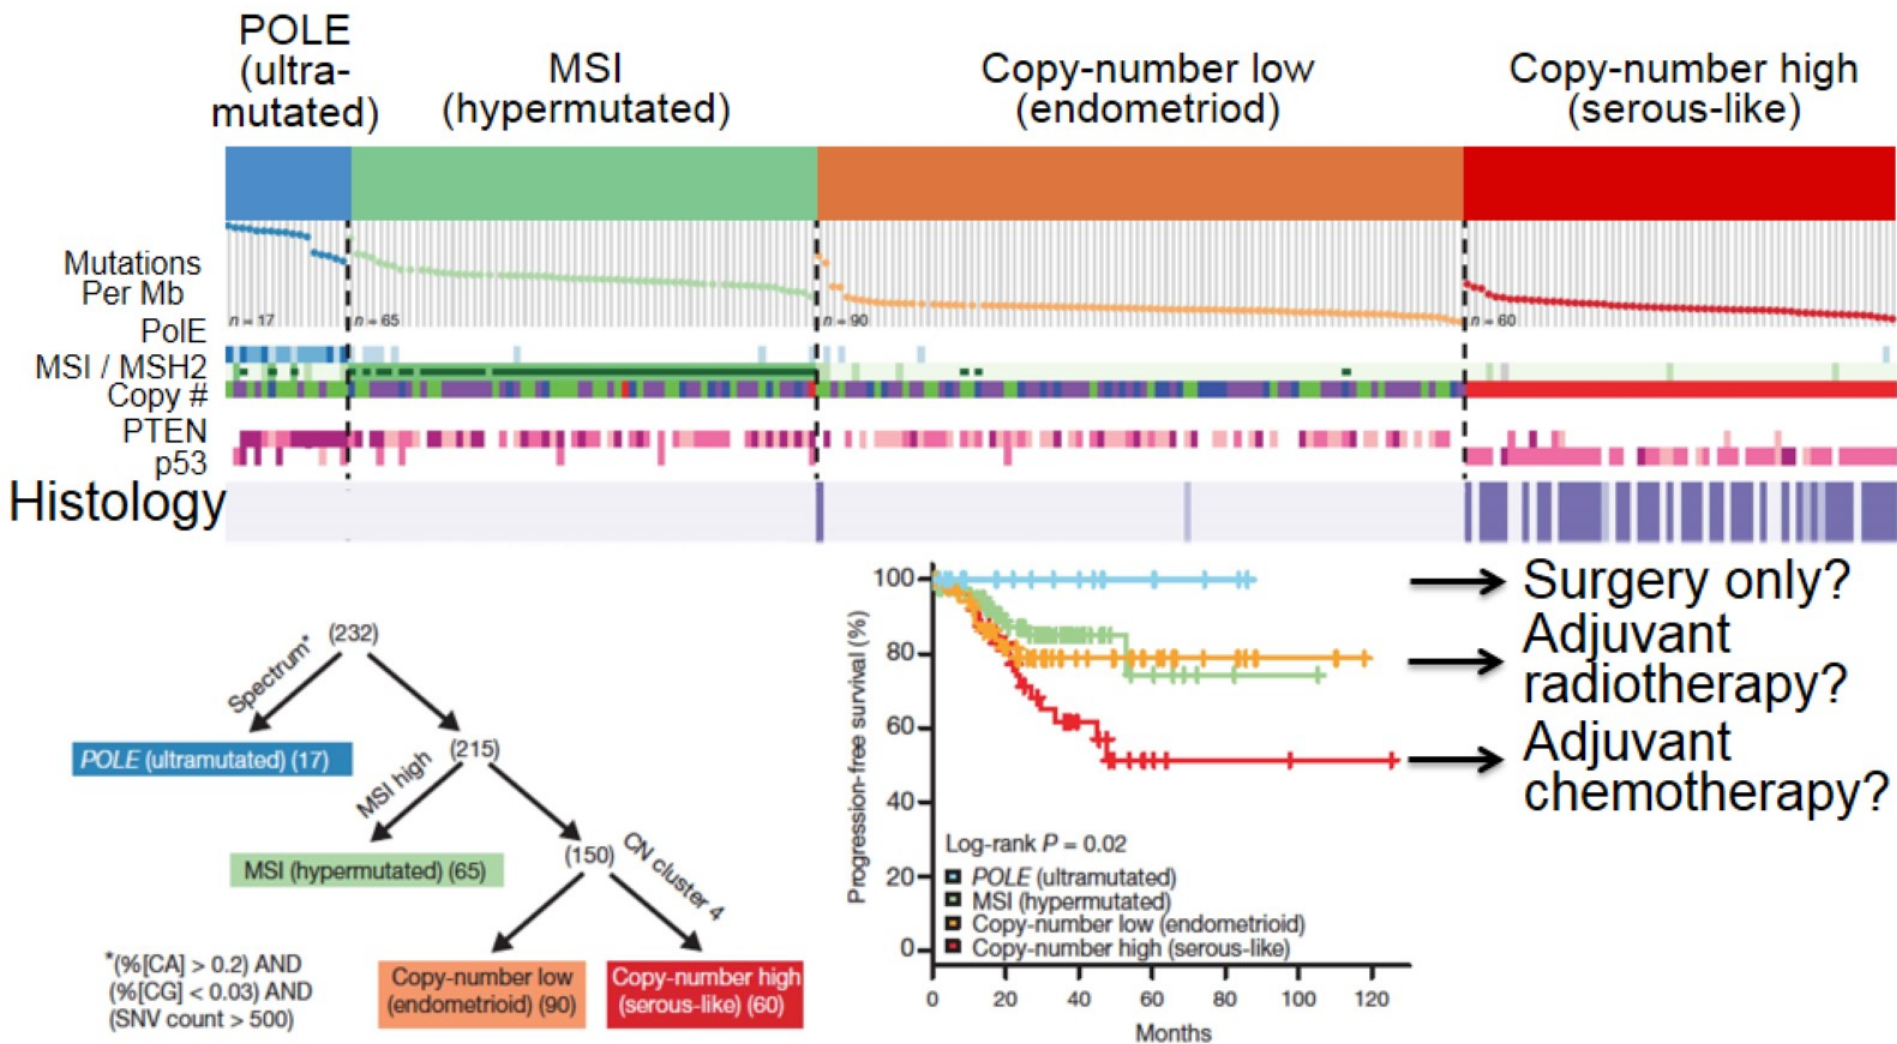 POLE
(ultra-
mutated)
MSI
(hypermutated)
Copy-number low
(endometriod)
Copy-number high
(serous-like)
Mutations
Per Mb
n = 17
n = 65
n = 90
n = 60
PolE
MSI / MSH2
Copy #
PTEN
p53
Histology
(232)
Spectrum*
POLE (ultramutated) (17)
(215)
MSI high
MSI (hypermutated) (65)
(150)
CN cluster 4
Copy-number low
(endometrioid) (90)
Copy-number high
(serous-like) (60)
*(%[CA] > 0.2) AND
(%[CG] < 0.03) AND
(SNV count > 500)
Progression-free survival (%)
100
80
60
40
20
0
Log-rank P = 0.02
POLE (ultramutated)
MSI (hypermutated)
Copy-number low (endometrioid)
Copy-number high (serous-like)
0 20 40 60 80 100 120
Months
Surgery only?
Adjuvant
radiotherapy?
Adjuvant
chemotherapy?